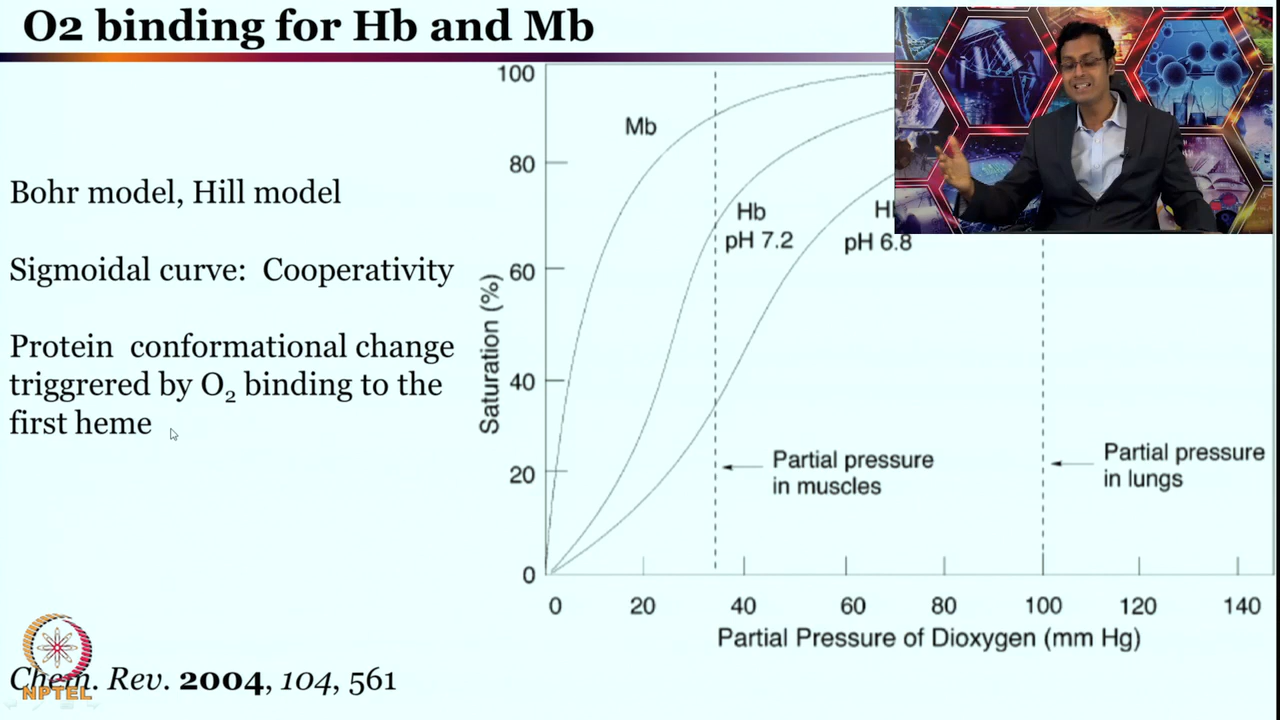 O2 binding for Hb and Mb
Bohr model, Hill model
Sigmoidal curve: Cooperativity
Protein conformational change
triggrered by O₂ binding to the
first heme
Chem. Rev. 2004, 104, 561
NPTEL
Saturation (%)
100
80
60
40
20
0
Mb
Hb
pH 7.2
pH 6.8
Partial pressure
in muscles
Partial pressure
in lungs
0 20 40 60 80 100 120 140
Partial Pressure of Dioxygen (mm Hg)